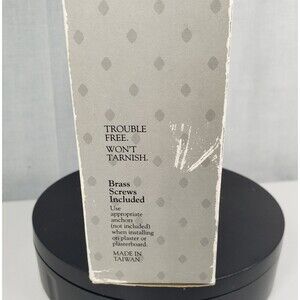 TROUBLE
FREE.
WON'T
TARNISH.
Brass
Screws
Included
Use
appropriate
anchors
(not included)
when installing
on plaster or
plasterboard.
MADE IN
TAIWAN